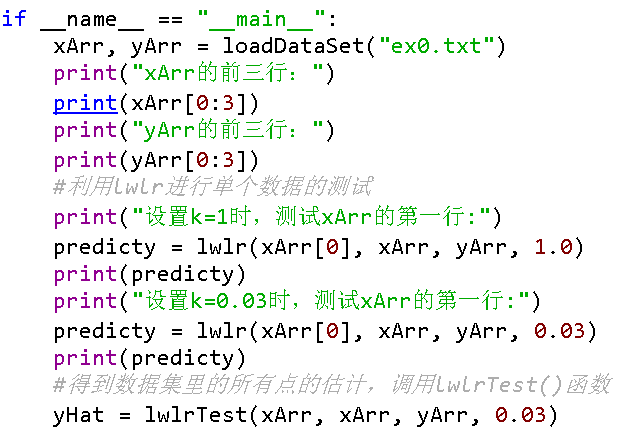 if __name__ == "__main__":
    xArr, yArr = loadDataSet("ex0.txt")
    print("xArr的前三行：")
    print(xArr[0:3])
    print("yArr的前三行：")
    print(yArr[0:3])
    #利用lwlr进行单个数据的测试
    print("设置k=1时，测试xArr的第一行:")
    predicty = lwlr(xArr[0], xArr, yArr, 1.0)
    print(predicty)
    print("设置k=0.03时，测试xArr的第一行:")
    predicty = lwlr(xArr[0], xArr, yArr, 0.03)
    print(predicty)
    #得到数据集里的所有点的估计，调用lwlrTest()函数
    yHat = lwlrTest(xArr, xArr, yArr, 0.03)